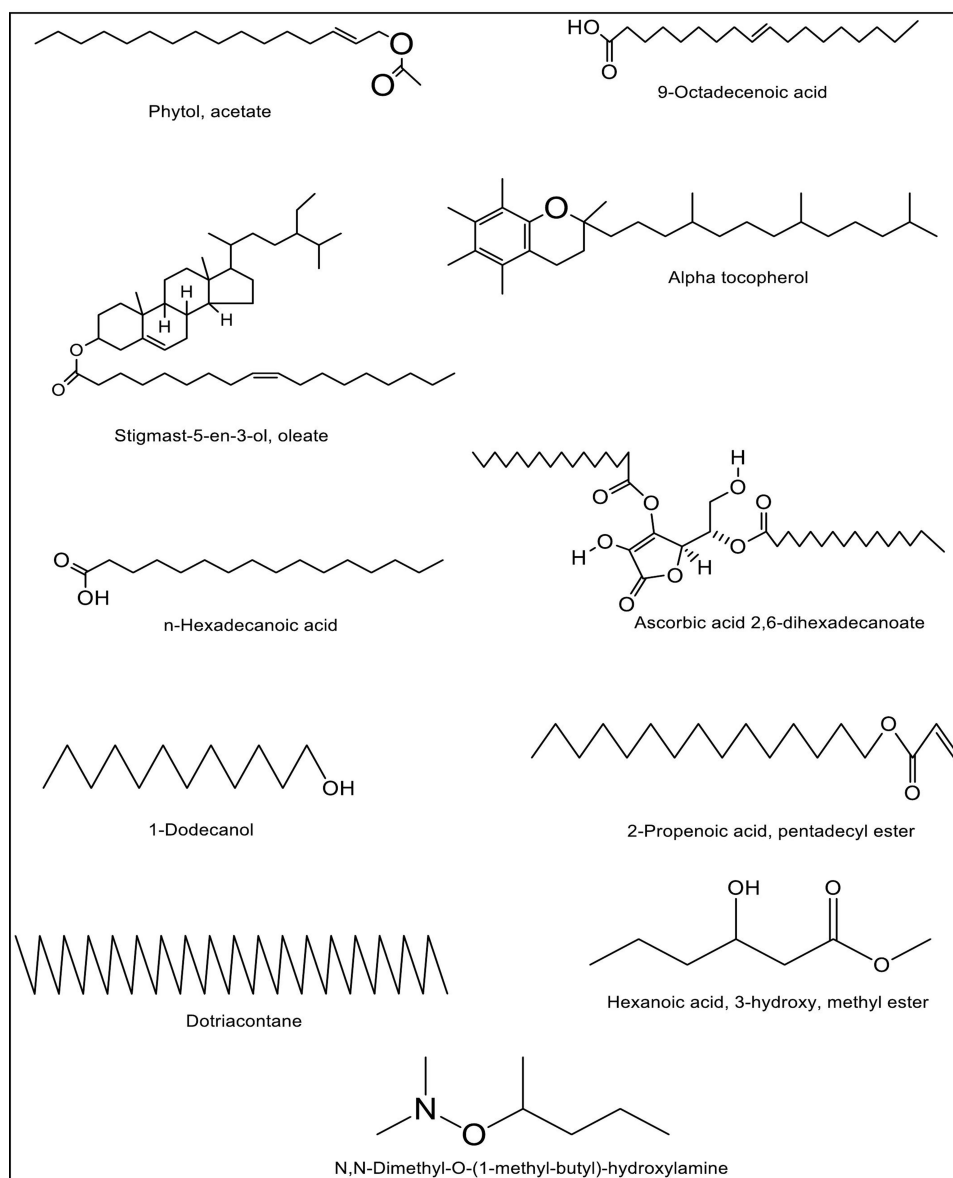 O
O
Phytol, acetate
HO
O
9-Octadecenoic acid
O
Alpha tocopherol
H
H
H
O
O
Stigmast-5-en-3-ol, oleate
H
O
O
O
O
O
H
O
H
O
O
Ascorbic acid 2,6-dihexadecanoate
O
OH
n-Hexadecanoic acid
OH
1-Dodecanol
O
O
2-Propenoic acid, pentadecyl ester
Dotriacontane
OH
O
O
Hexanoic acid, 3-hydroxy, methyl ester
N
O
N,N-Dimethyl-O-(1-methyl-butyl)-hydroxylamine